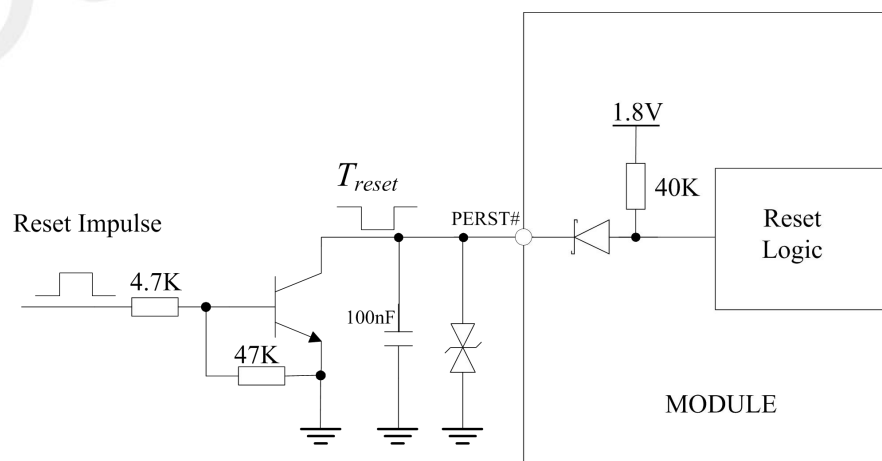 1.8V
40K
T_reset
PERST#
Reset
Logic
Reset Impulse
4.7K
100nF
47K
MODULE